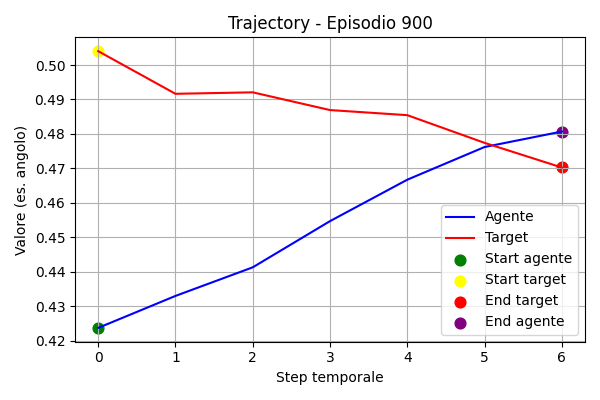 Trajectory - Episodio 900
Valore (es. angolo)
0.50
0.49
0.48
0.47
0.46
0.45
0.44
0.43
0.42
0 1 2 3 4 5 6
Step temporale
Agente
Target
Start agente
Start target
End target
End agente